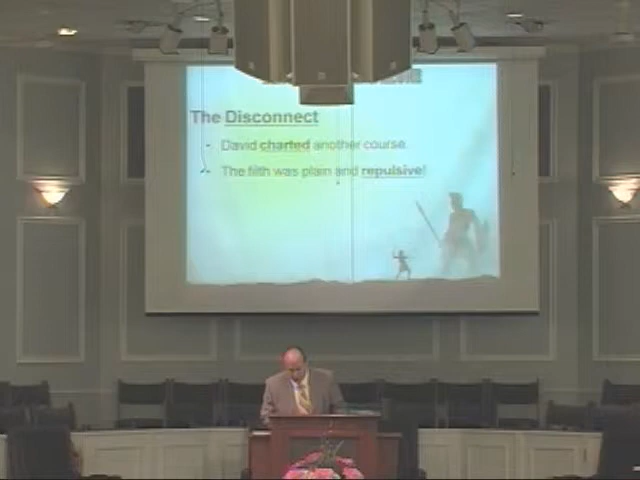 The Disconnect
• David charted another course.
• The filth was plain and repulsive!